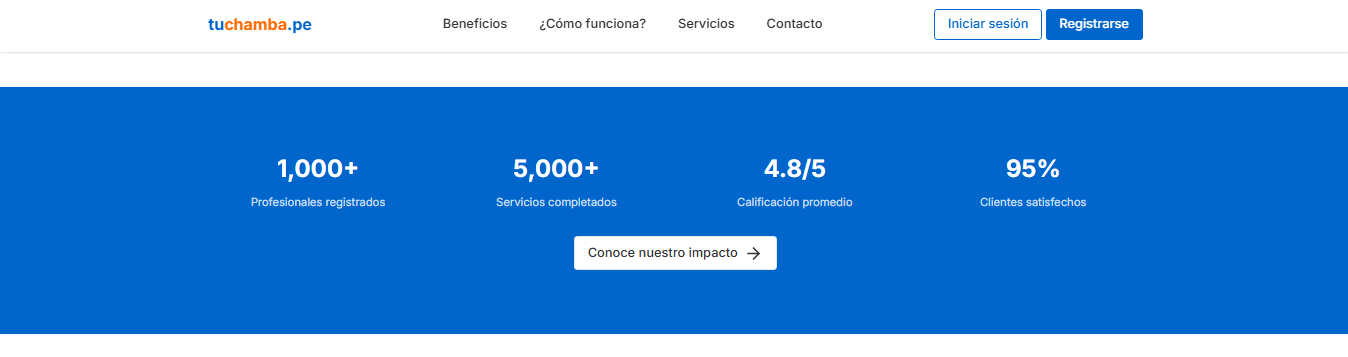 tuchamba.pe Beneficios ¿Cómo funciona? Servicios Contacto Iniciar sesión Registrarse
1,000+ 5,000+ 4.8/5 95%
Profesionales registrados Servicios completados Calificación promedio Clientes satisfechos
Conoce nuestro impacto →